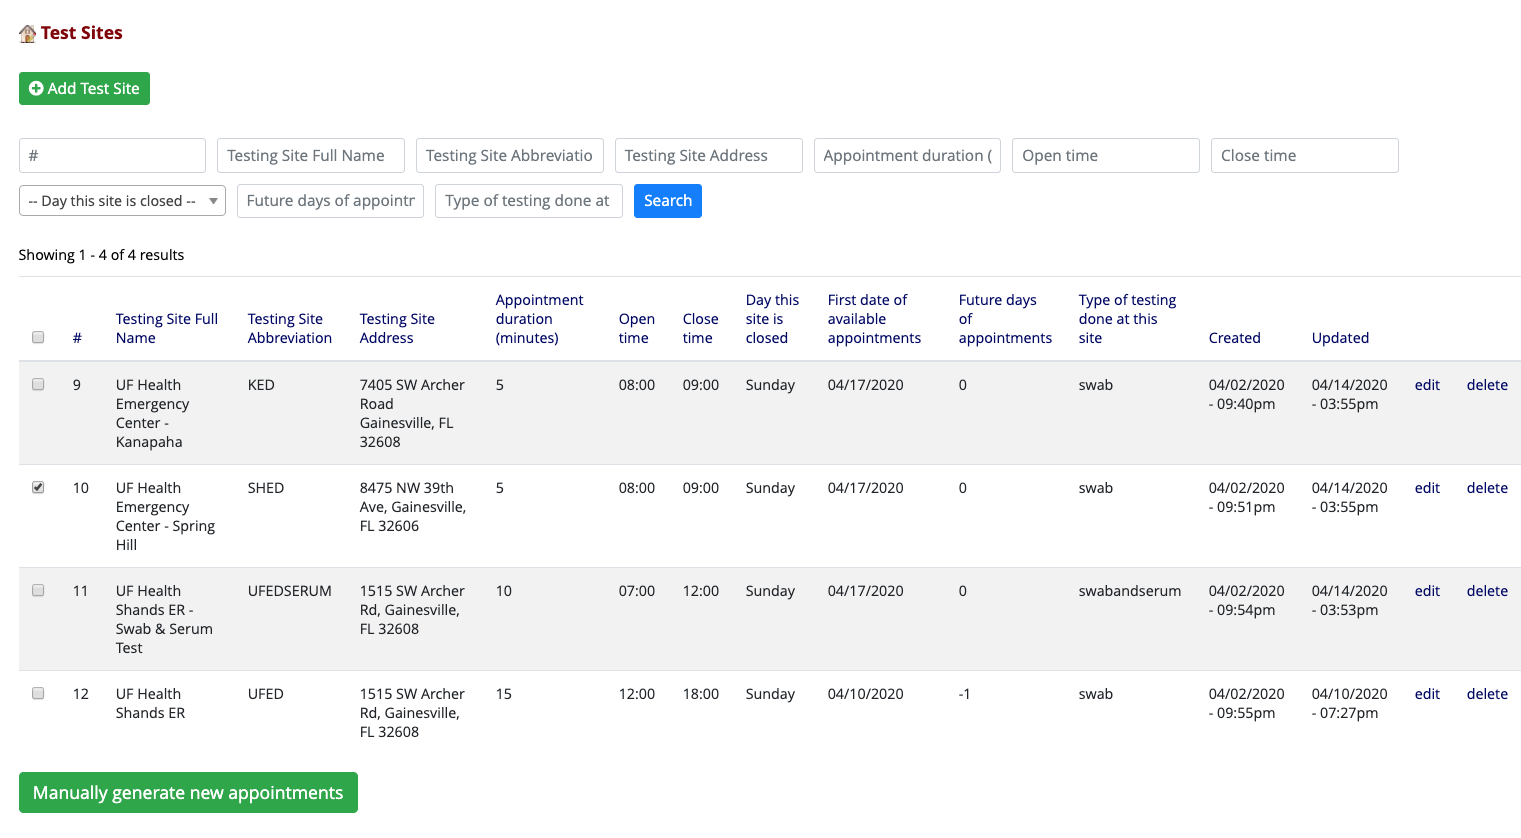 Test Sites
Add Test Site
#
Testing Site Full Name
Testing Site Abbreviatio
Testing Site Address
Appointment duration (
Open time
Close time
-- Day this site is closed --
Future days of appointr
Type of testing done at
Search
Showing 1 - 4 of 4 results
#
Testing Site Full
Name
Testing Site
Abbreviation
Testing Site
Address
Appointment
duration
(minutes)
Open
time
Close
time
Day this
site is
closed
First date of
available
appointments
Future days
of
appointments
Type of testing
done at this
site
Created
Updated
9
UF Health
Emergency
Center -
Kanapaha
KED
7405 SW Archer
Road
Gainesville, FL
32608
5
08:00
09:00
Sunday
04/17/2020
0
swab
04/02/2020
- 09:40pm
04/14/2020
- 03:55pm
edit
delete
10
UF Health
Emergency
Center - Spring
Hill
SHED
8475 NW 39th
Ave, Gainesville,
FL 32606
5
08:00
09:00
Sunday
04/17/2020
0
swab
04/02/2020
- 09:51pm
04/14/2020
- 03:55pm
edit
delete
11
UF Health
Shands ER -
Swab & Serum
Test
UFEDSERUM
1515 SW Archer
Rd, Gainesville,
FL 32608
10
07:00
12:00
Sunday
04/17/2020
0
swabandserum
04/02/2020
- 09:54pm
04/14/2020
- 03:53pm
edit
delete
12
UF Health
Shands ER
UFED
1515 SW Archer
Rd, Gainesville,
FL 32608
15
12:00
18:00
Sunday
04/10/2020
-1
swab
04/02/2020
- 09:55pm
04/10/2020
- 07:27pm
edit
delete
Manually generate new appointments